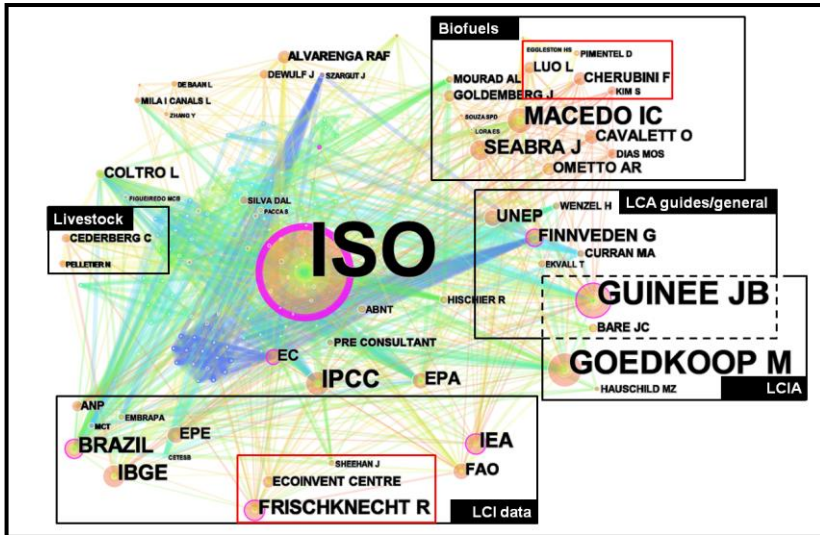 Biofuels
EGGLESTON HS
PIMENTEL D
ALVARENGA RAF
LUO L
DEWULF J
SZARGUT J
MOURAD AL
CHERUBINI F
DE BAAN L
GOLDEMBERG J
KIM S
MILA I CANALS L
ZHANG Y
SOUZA SPD
MACEDO IC
LORA ES
CAVALETT O
SEABRA J
DIAS MOS
OMETTO AR
COLTRO L
FIGUEIREDO MCB
SILVA DAL
PACCA S
LCA guides/general
WENZEL H
UNEP
Livestock
CEDERBERG C
PELLETIER N
ISO
FINNVEDEN G
CURRAN MA
EKVALL T
GUINEE JB
HISCHIER R
ABNT
BARE JC
PRE CONSULTANT
EC
GOEDKOOP M
IPCC
EPA
HAUSCHILD MZ
LCIA
ANP
MCT
EMBRAPA
BRAZIL
EPE
CETESB
IEA
IBGE
SHEEHAN J
FAO
ECOINVENT CENTRE
FRISCHKNECHT R
LCI data